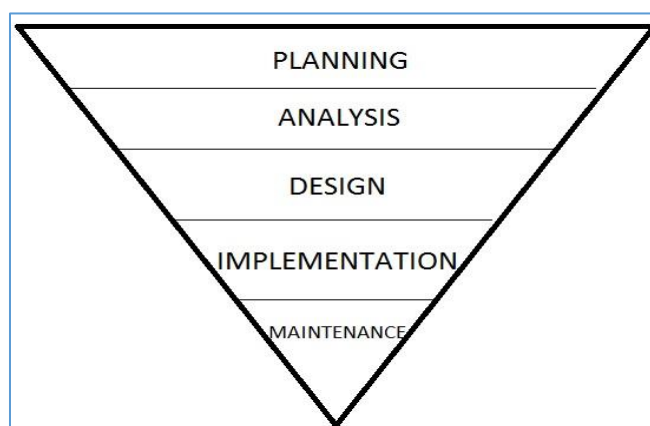 PLANNING
ANALYSIS
DESIGN
IMPLEMENTATION
MAINTENANCE